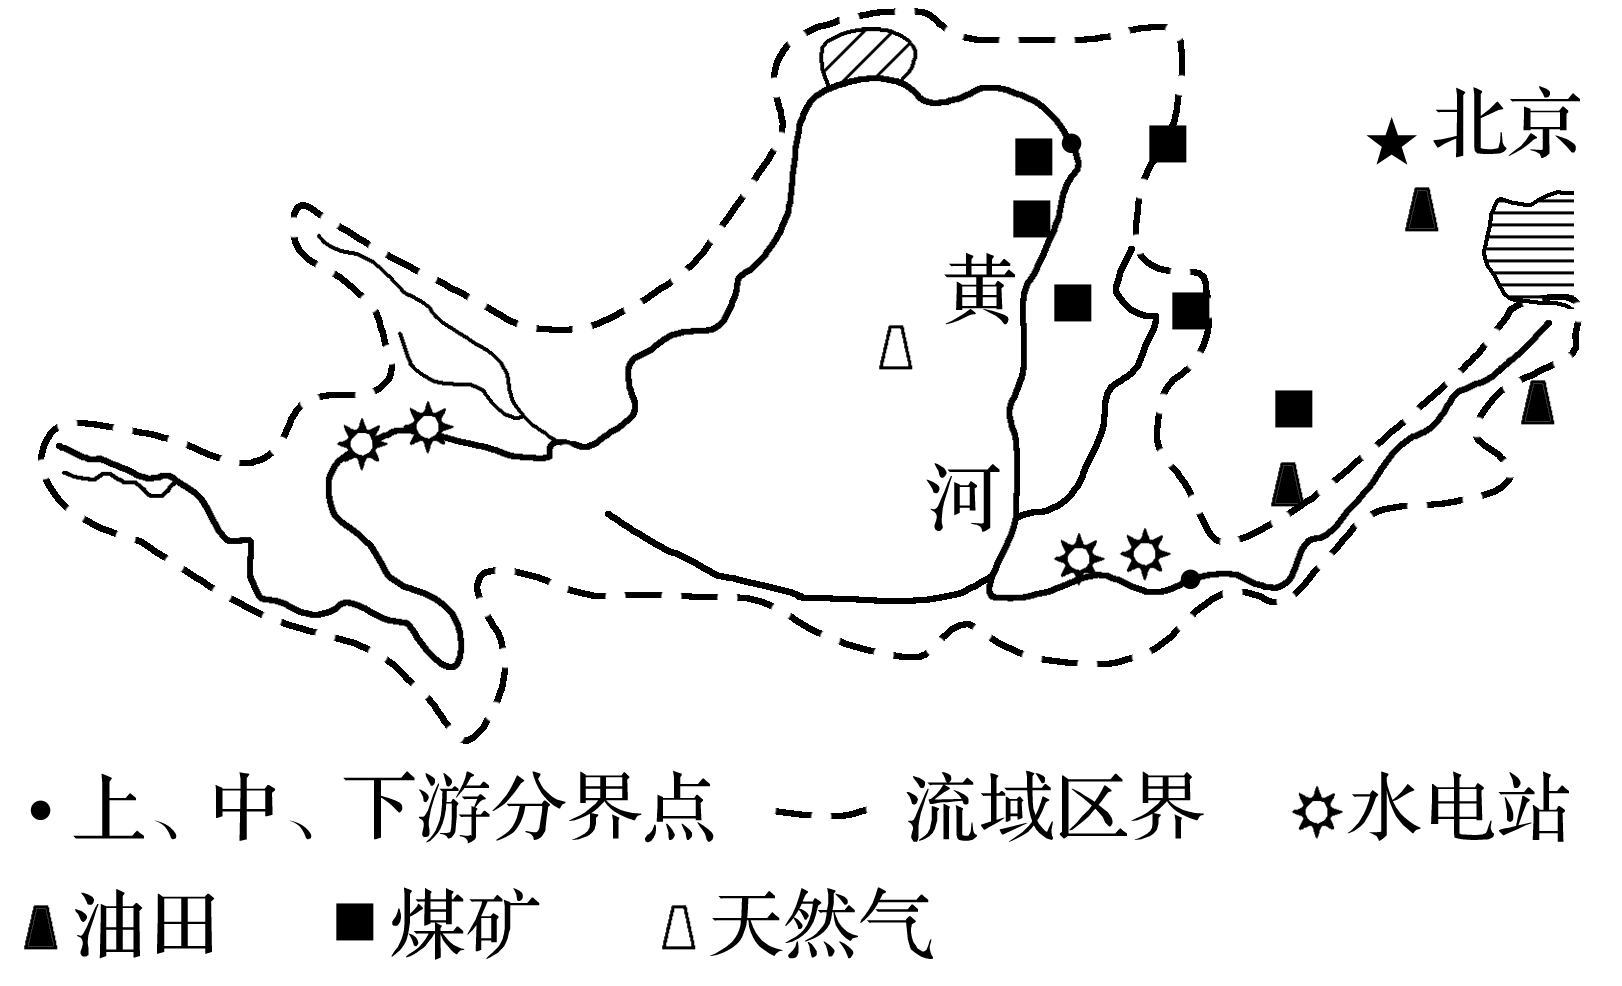 北京
黄
河
上、中、下游分界点 流域区界 水电站
油田 煤矿 天然气